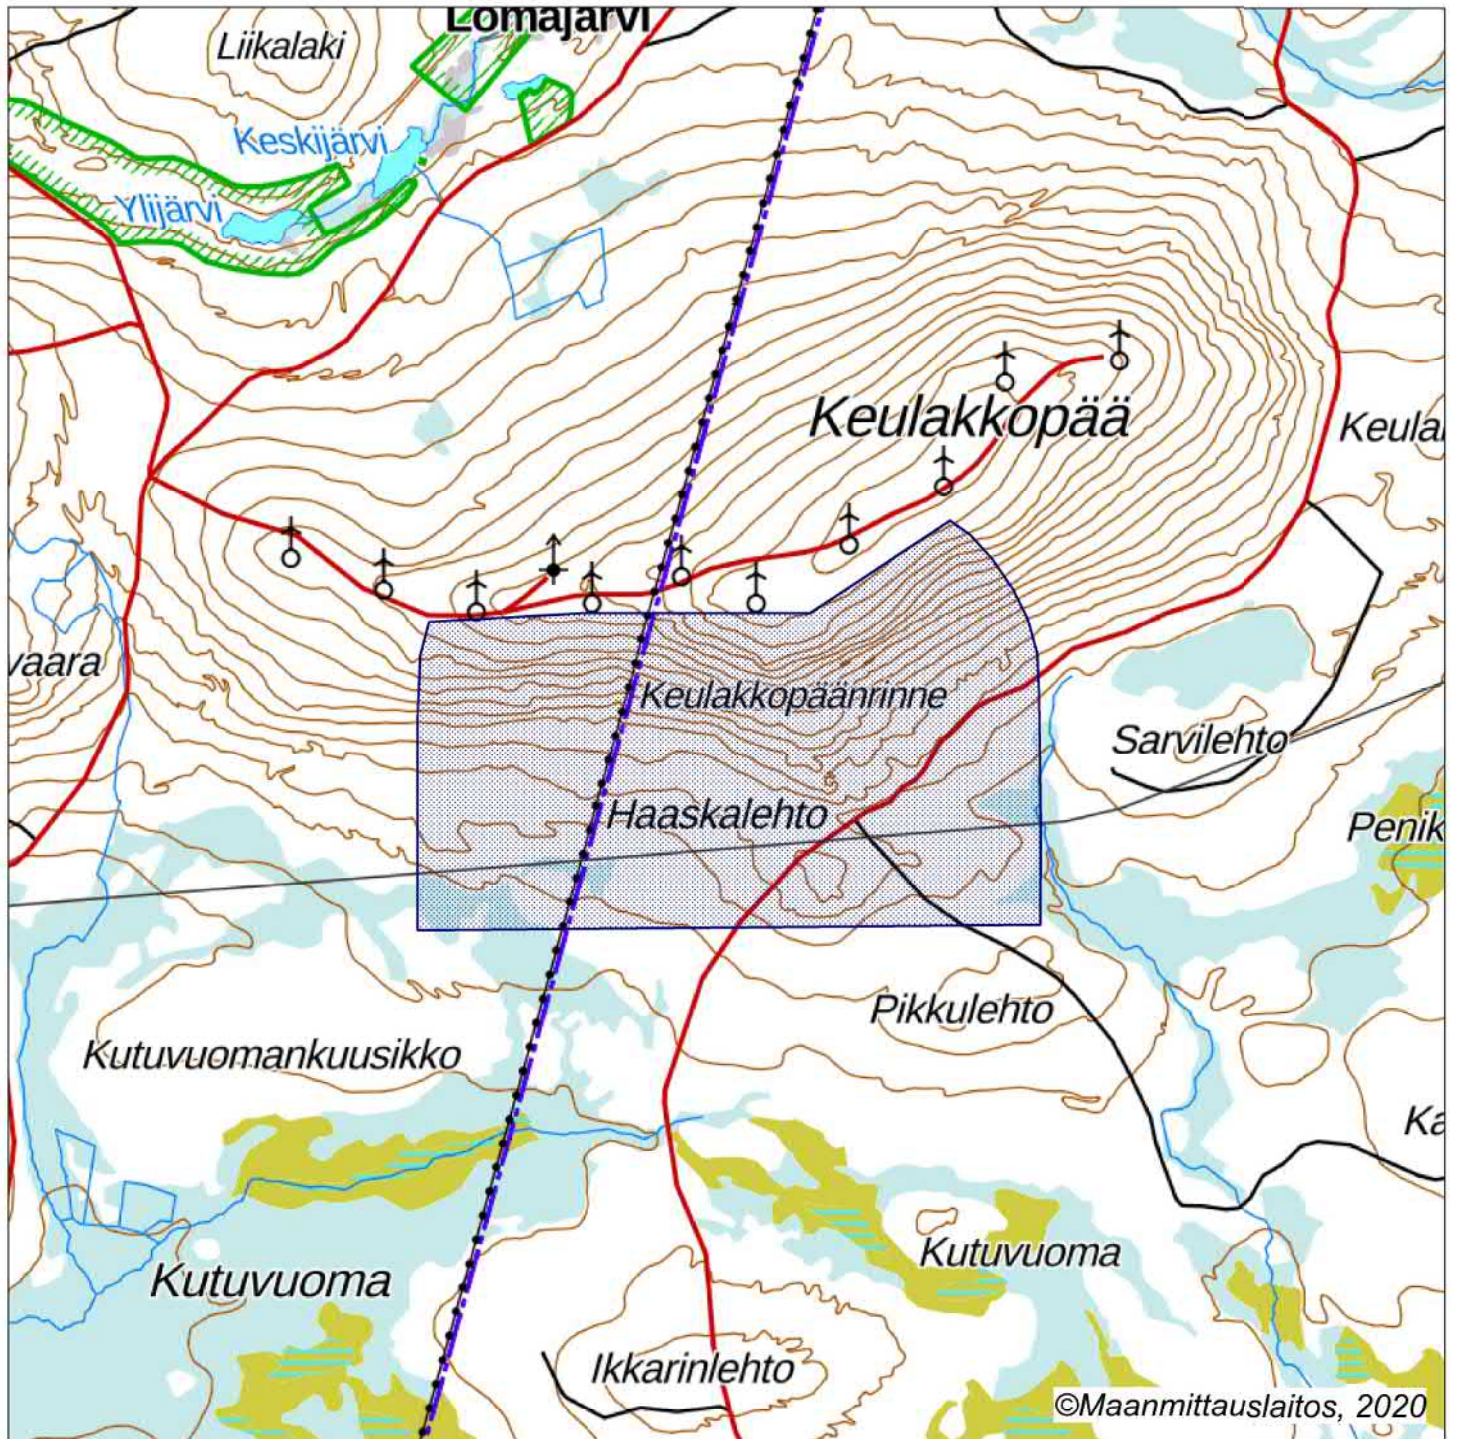 Lomajärvi
Liikalaki
Keskijärvi
Ylijärvi
Keulakkopää
Keula
vaara
Keulakkopäänrinne
Sarvilehto
Haaskalehto
Penik
Pikkulehto
Kutuvuomankuusikko
Ka
Kutuvuoma
Kutuvuoma
Ikkarinlehto
©Maanmittauslaitos, 2020